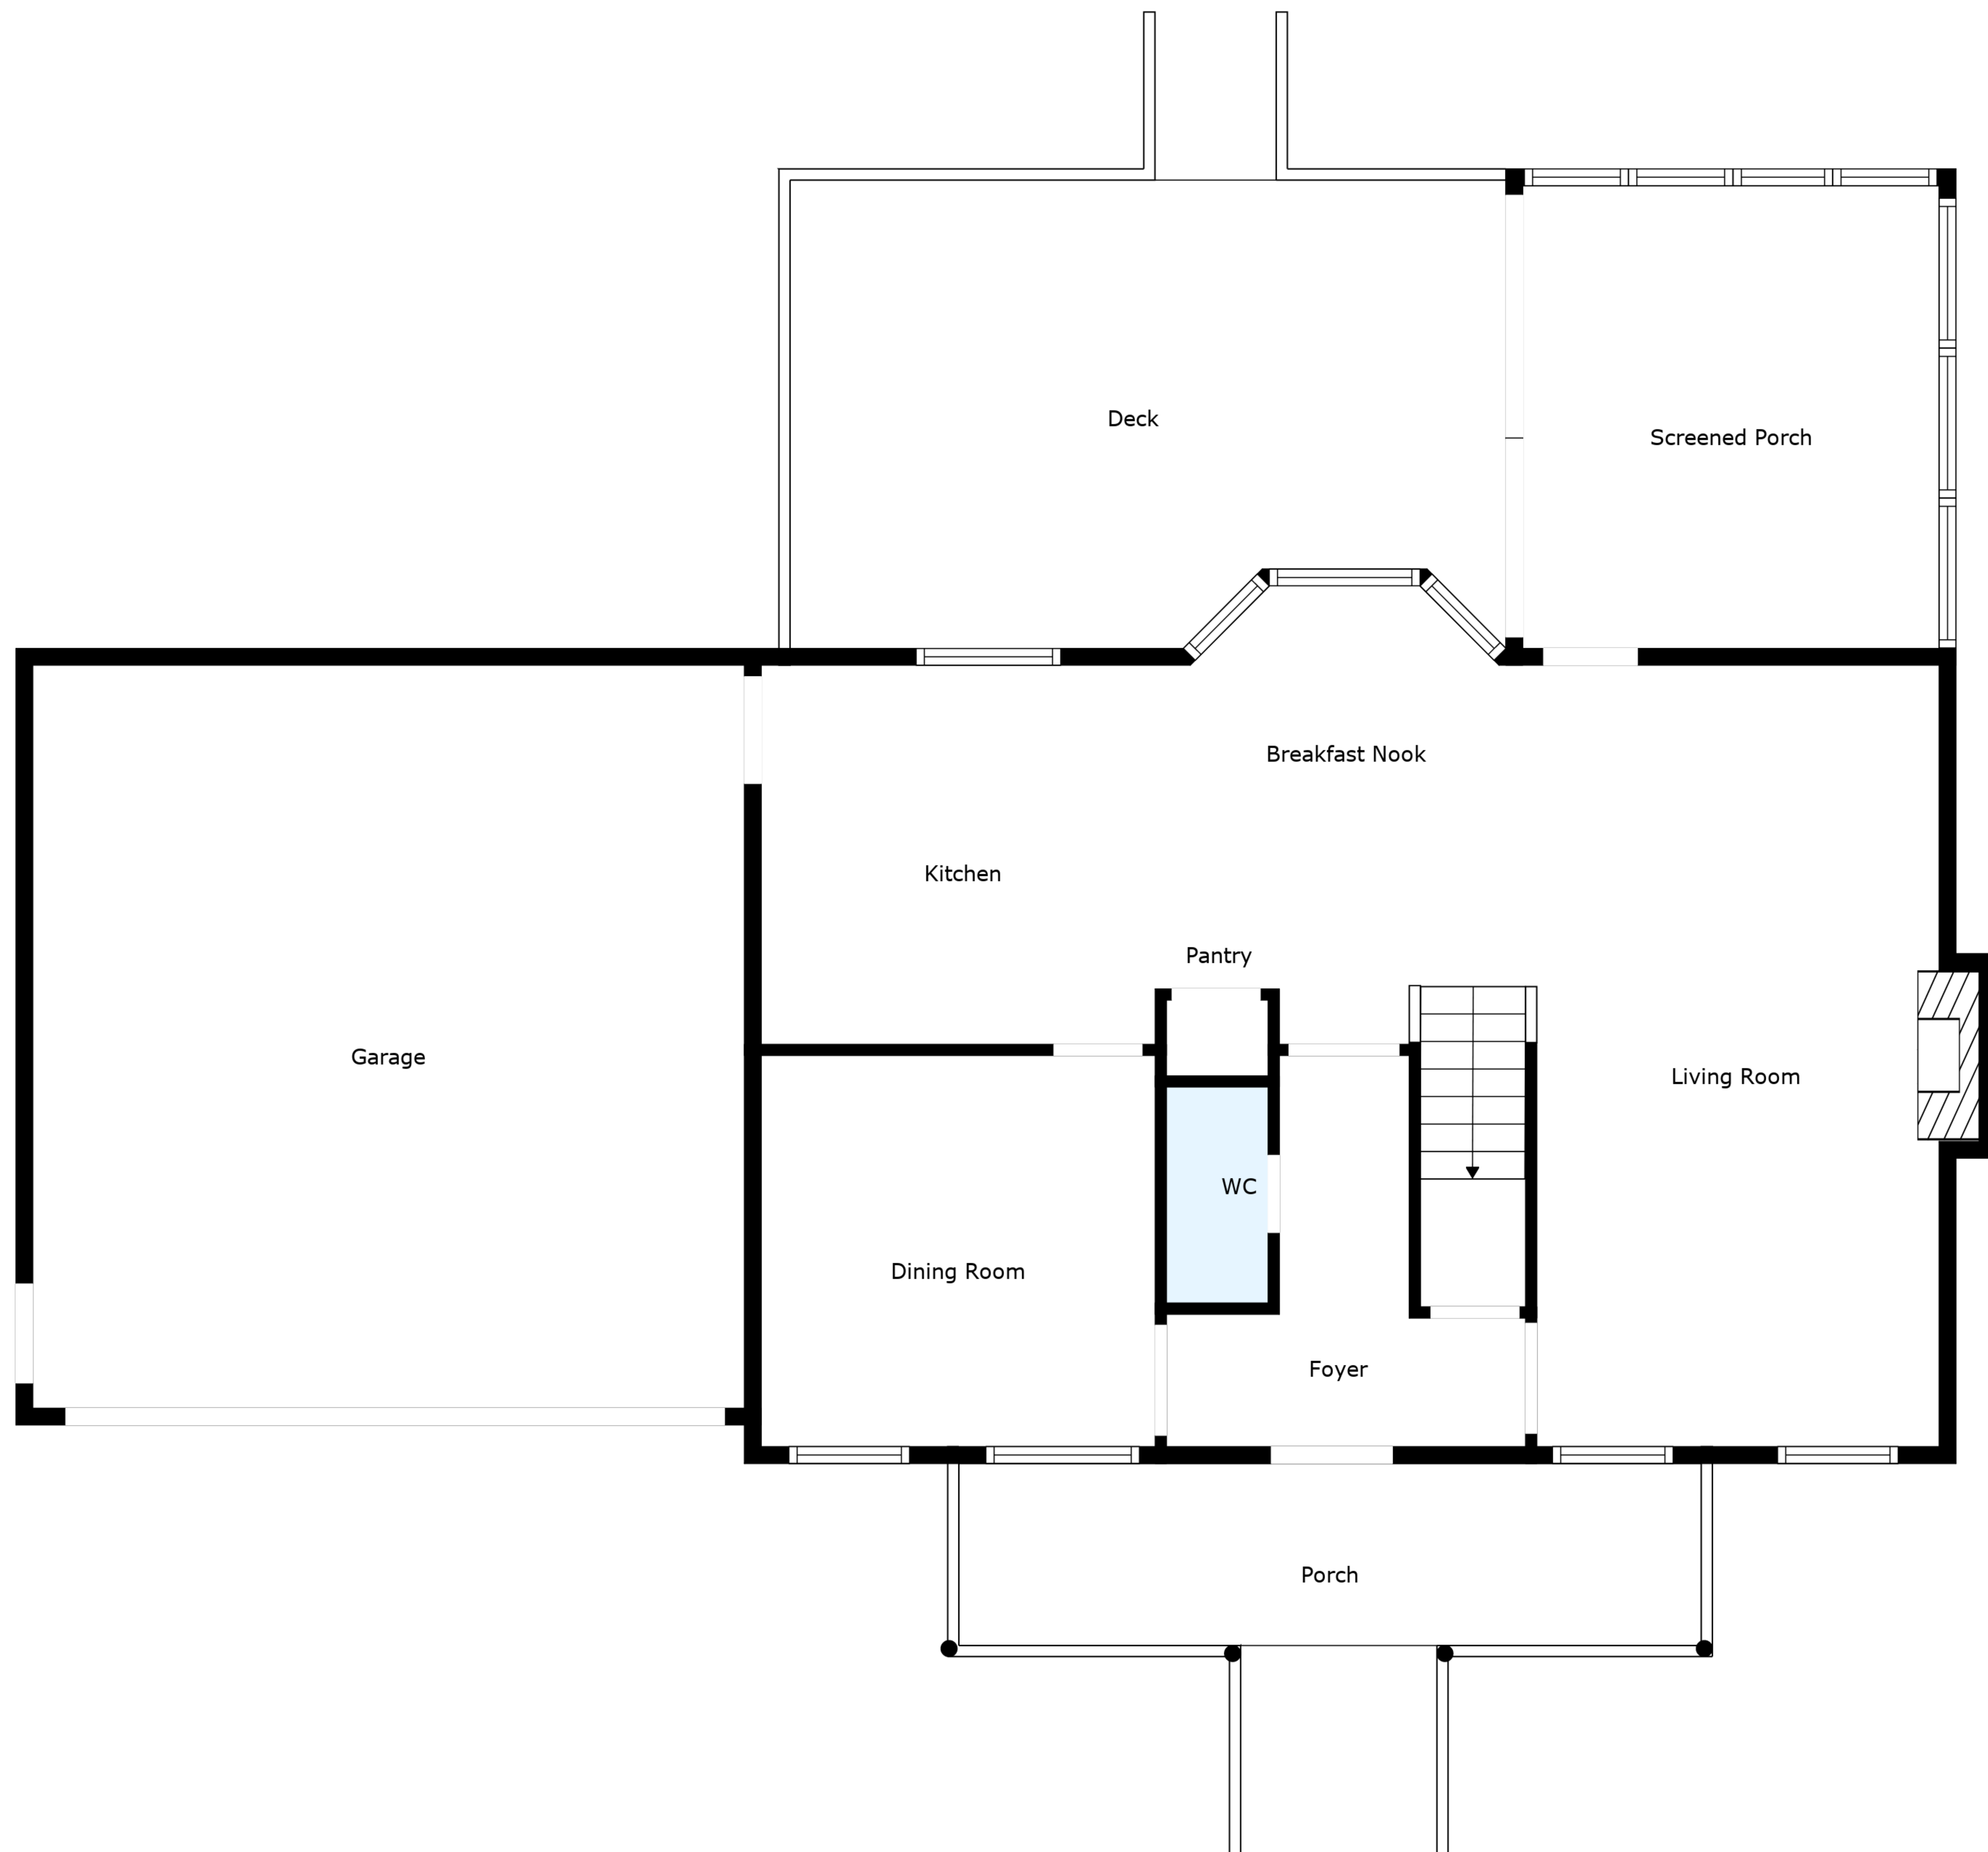 Deck
Screened Porch
Breakfast Nook
Kitchen
Pantry
Garage
Living Room
WC
Dining Room
Foyer
Porch